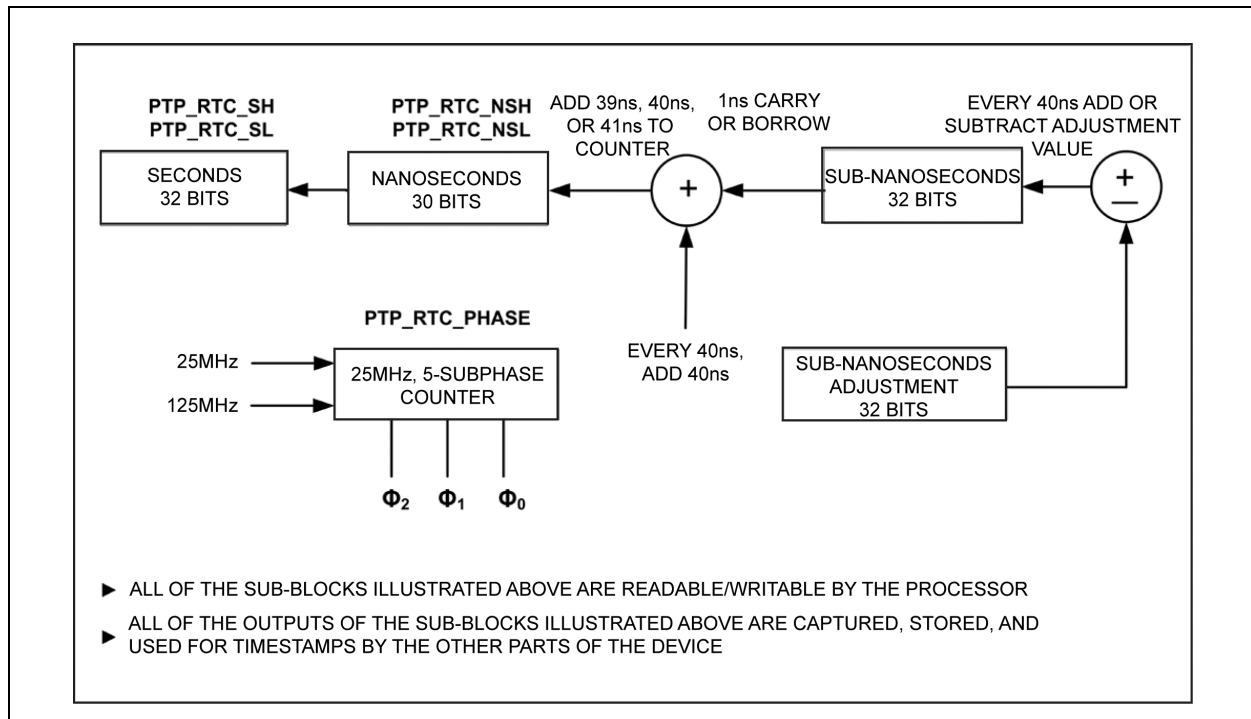 PTP_RTC_SH
PTP_RTC_SL
SECONDS
32 BITS
PTP_RTC_NSH
PTP_RTC_NSL
NANOSECONDS
30 BITS
ADD 39ns, 40ns,
OR 41ns TO
COUNTER
+
1ns CARRY
OR BORROW
SUB-NANOSECONDS
32 BITS
EVERY 40ns ADD OR
SUBTRACT ADJUSTMENT
VALUE
+
—
PTP_RTC_PHASE
25MHz
125MHz
25MHz, 5-SUBPHASE
COUNTER
Φ₂ Φ₁ Φ₀
EVERY 40ns,
ADD 40ns
SUB-NANOSECONDS
ADJUSTMENT
32 BITS
► ALL OF THE SUB-BLOCKS ILLUSTRATED ABOVE ARE READABLE/WRITABLE BY THE PROCESSOR
► ALL OF THE OUTPUTS OF THE SUB-BLOCKS ILLUSTRATED ABOVE ARE CAPTURED, STORED, AND
USED FOR TIMESTAMPS BY THE OTHER PARTS OF THE DEVICE